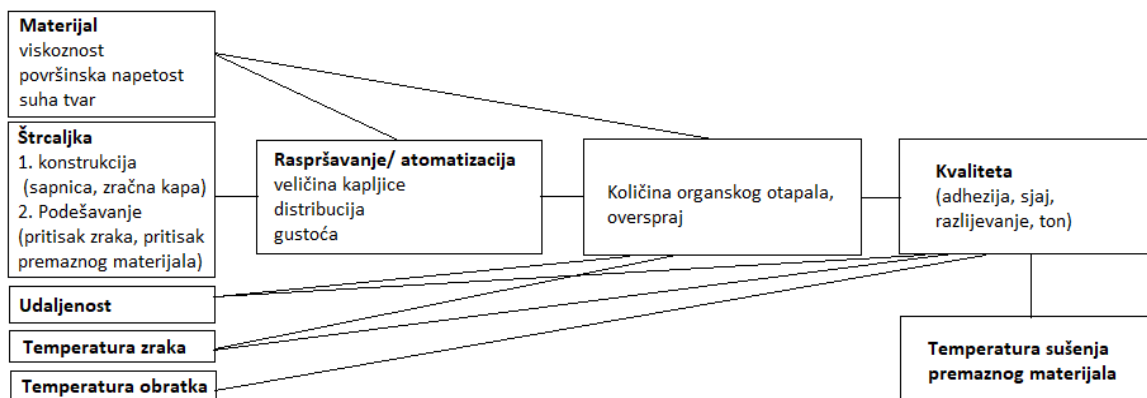 Materijal
viskoznost
površinska napetost
suha tvar
Štrcaljka
1. konstrukcija
(sapnica, zračna kapa)
2. Podešavanje
(pritisak zraka, pritisak
premaznog materijala)
Raspršavanje/ atomatizacija
veličina kapljice
distribucija
gustoća
Količina organskog otapala,
overspraj
Kvaliteta
(adhezija, sjaj,
razlijevanje, ton)
Udaljenost
Temperatura zraka
Temperatura obratka
Temperatura sušenja
premaznog materijala